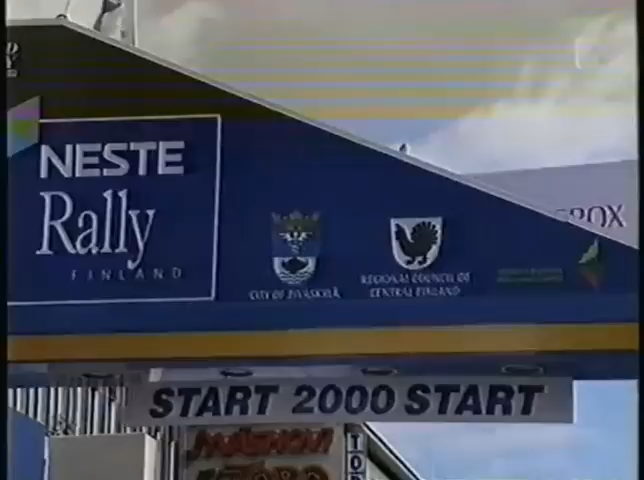 NESTE
Rally
FINLAND
CITY OF JYVÄSKYLÄ
REGIONAL COUNCIL OF
CENTRAL FINLAND
START 2000 START